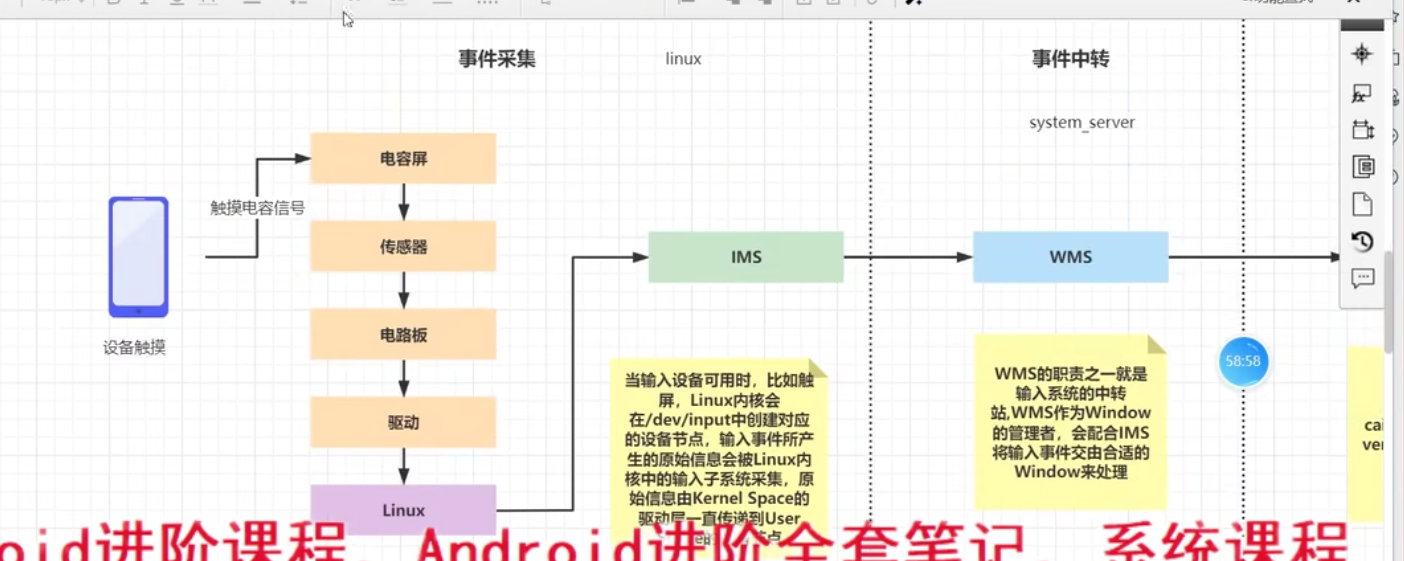 事件采集
linux
事件中转
system_server
电容屏
触摸电容信号
传感器
IMS
WMS
电路板
设备触摸
驱动
Linux
当输入设备可用时，比如触
屏，Linux内核会
在/dev/input中创建对应
的设备节点，输入事件所产
生的原始信息会被Linux内
核中的输入子系统采集，原
始信息由Kernel Space的
驱动层一直传递到User
WMS的职责之一就是
输入系统的中转
站,WMS作为Window
的管理者，会配合IMS
将输入事件交由合适的
Window来处理
58:58
cai
ver
oid进阶课程，Android进阶全套笔记，系统课程